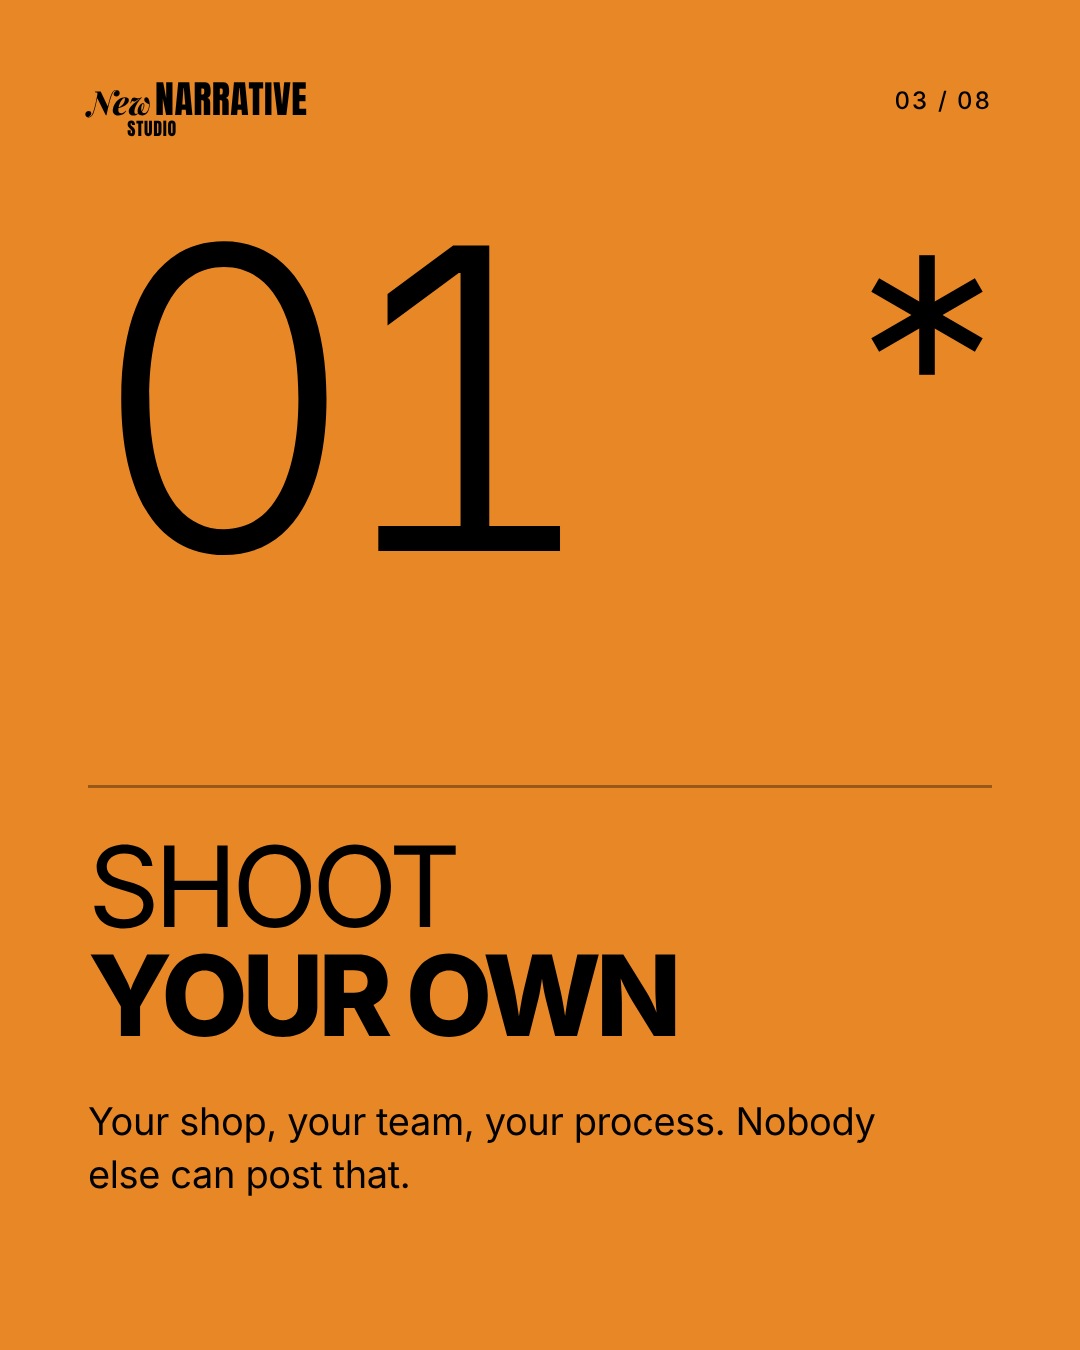 New NARRATIVE
STUDIO
03 / 08
01
*
SHOOT
YOUR OWN
Your shop, your team, your process. Nobody
else can post that.